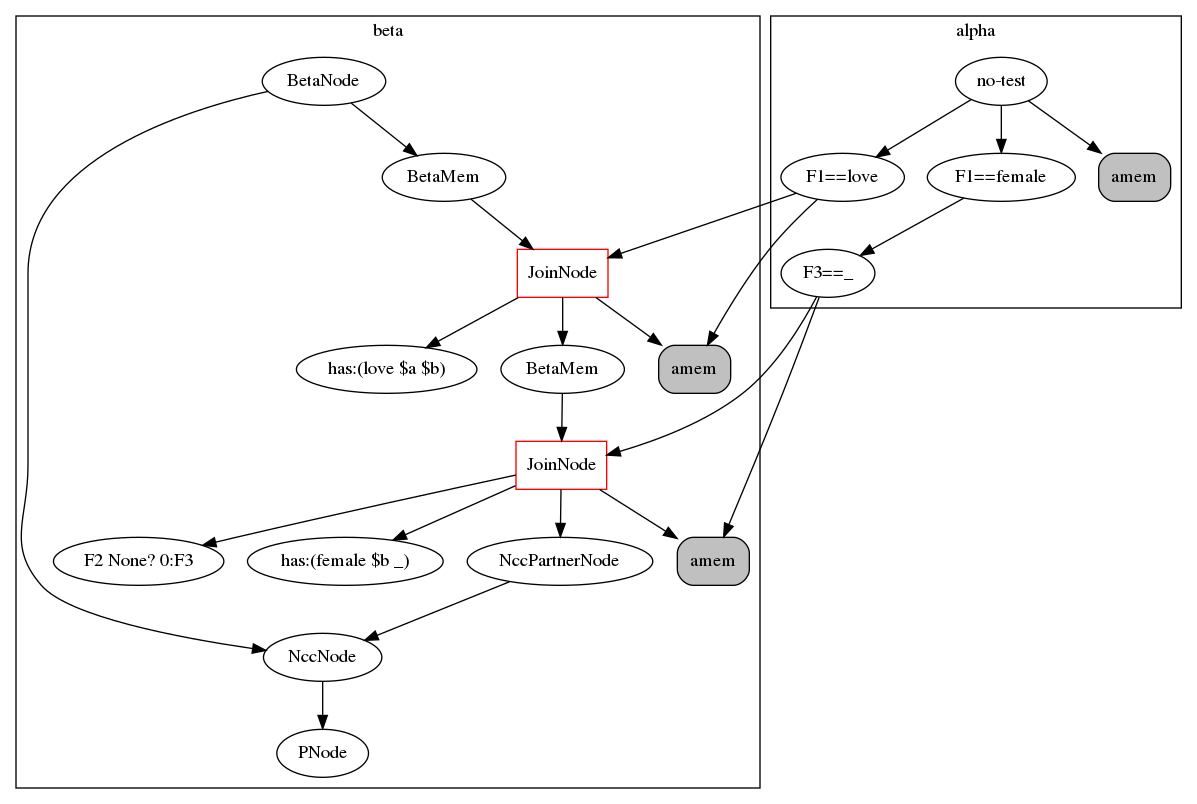 beta
alpha
BetaNode
no-test
BetaMem
F1==love
F1==female
amem
JoinNode
F3==_
has:(love $a $b)
BetaMem
amem
JoinNode
F2 None? 0:F3
has:(female $b _)
NccPartnerNode
amem
NccNode
PNode